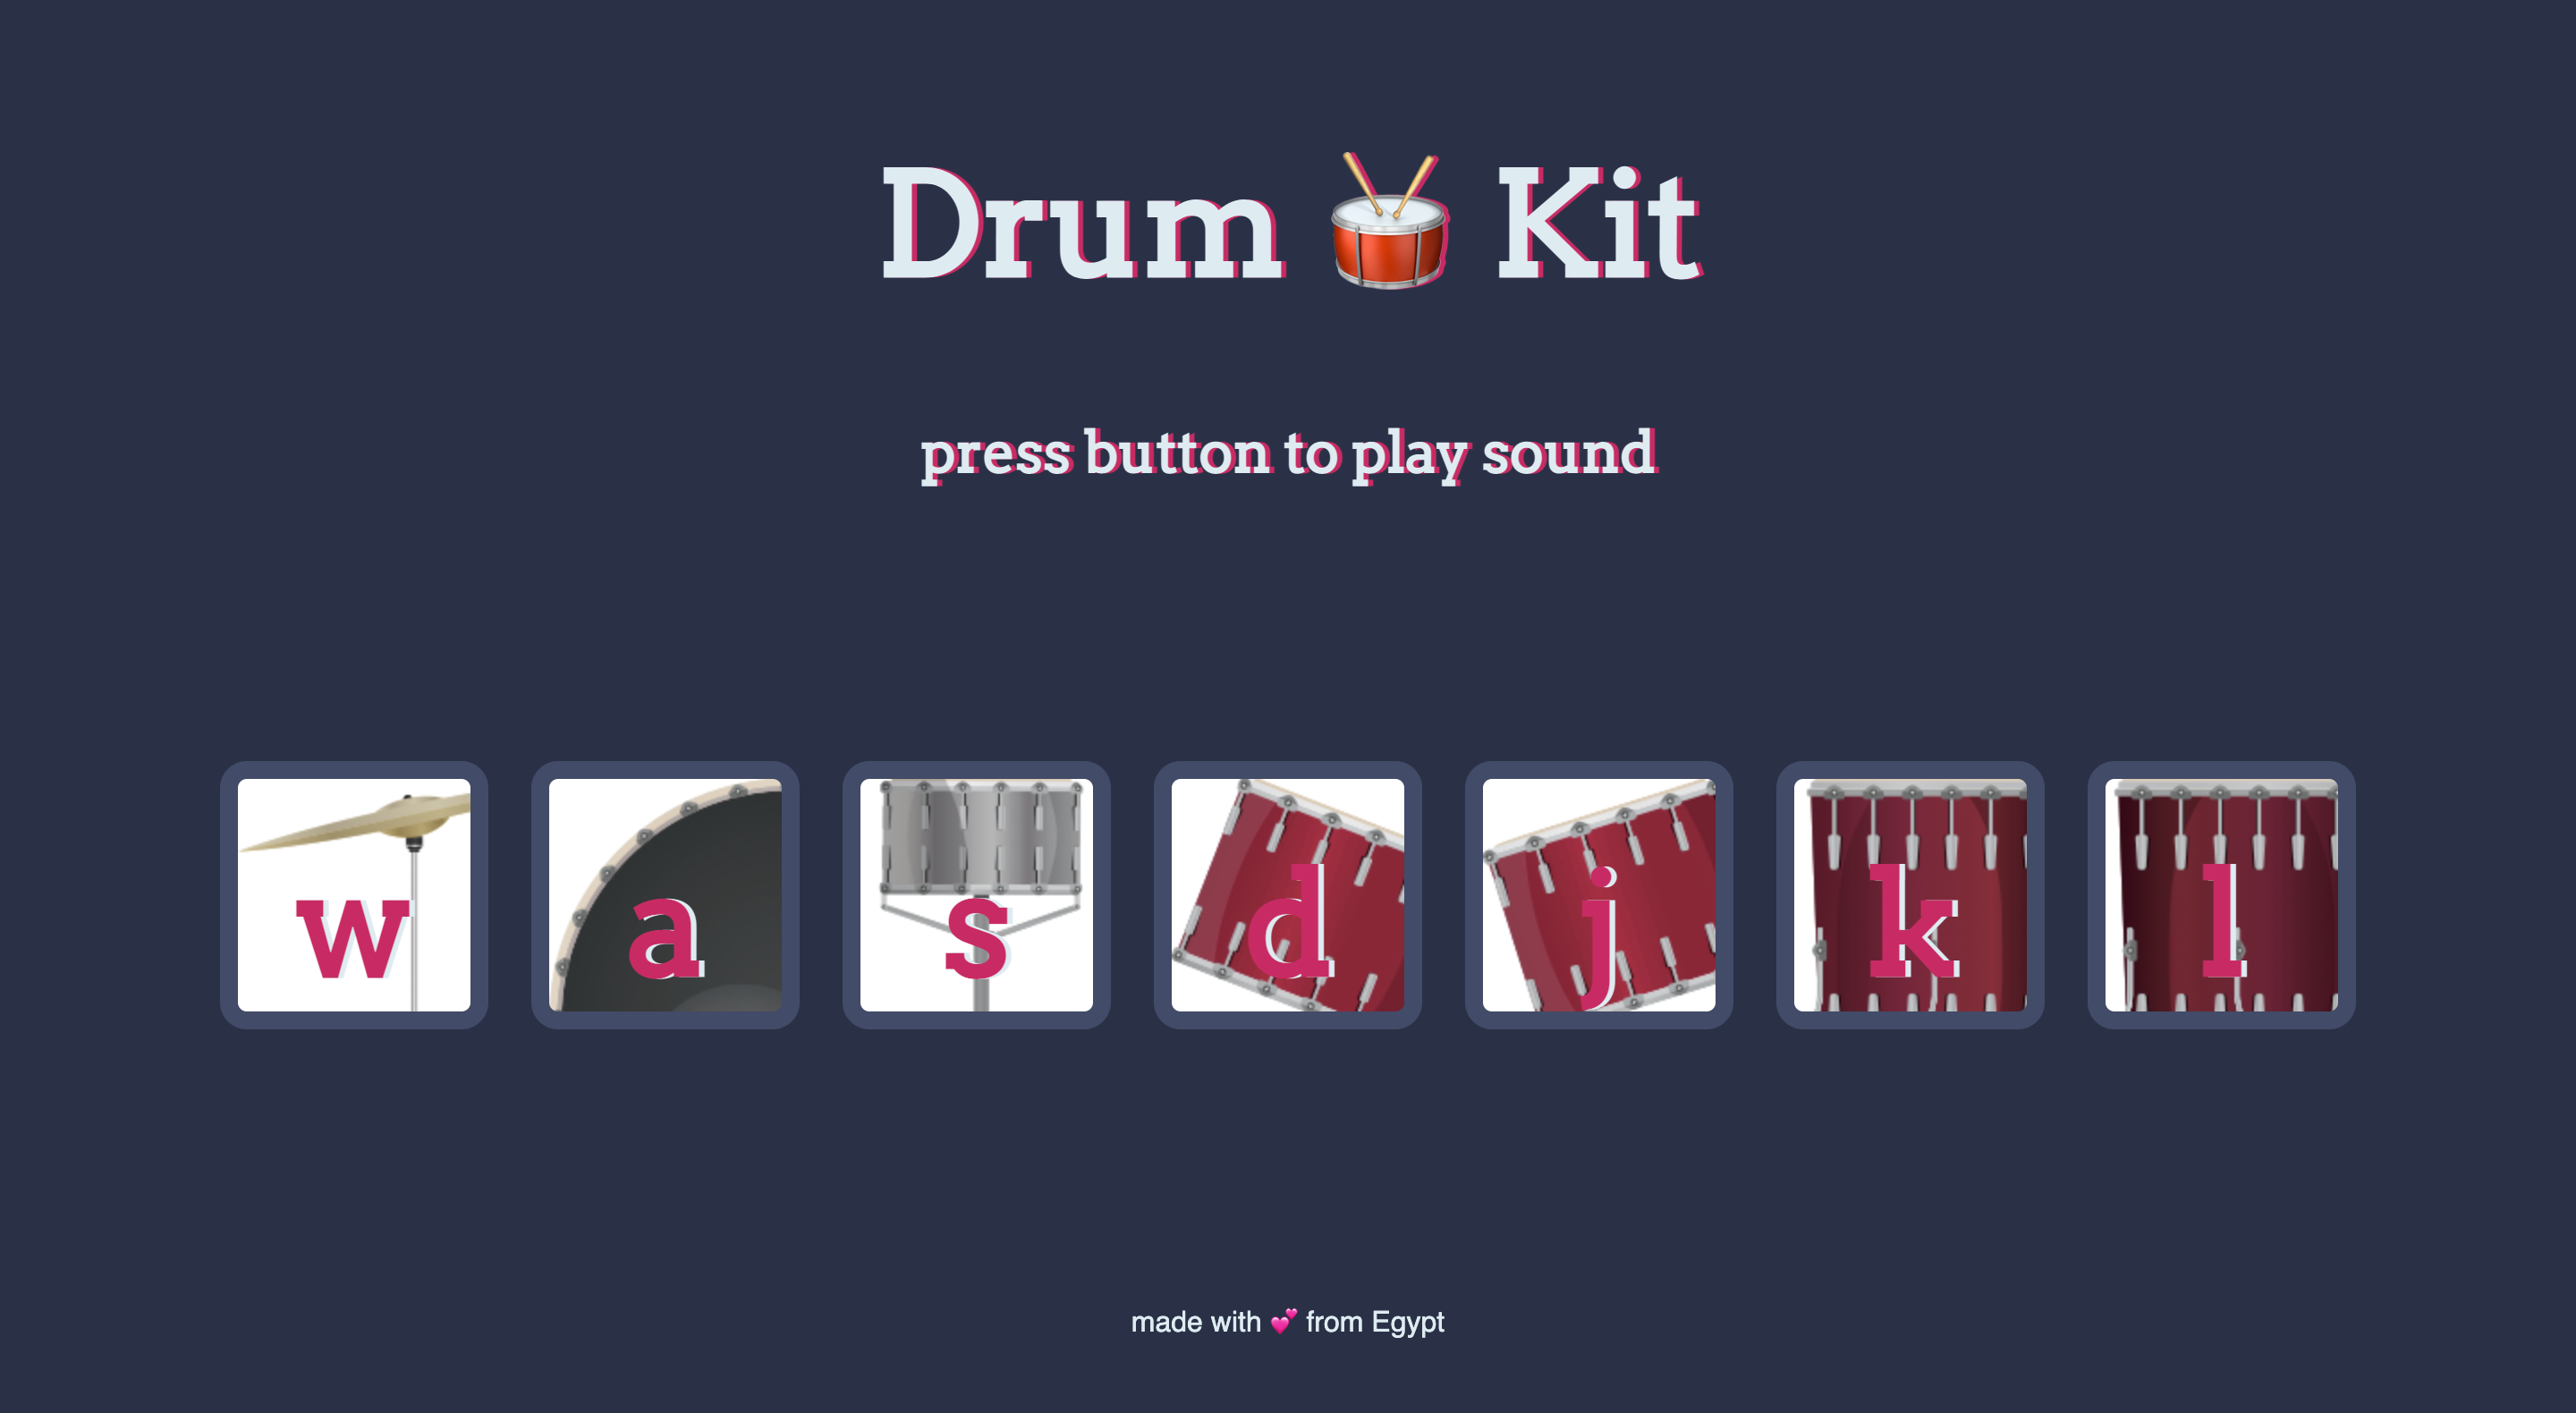 Drum 🥁 Kit
press button to play sound
w a s d j k l
made with 💕 from Egypt